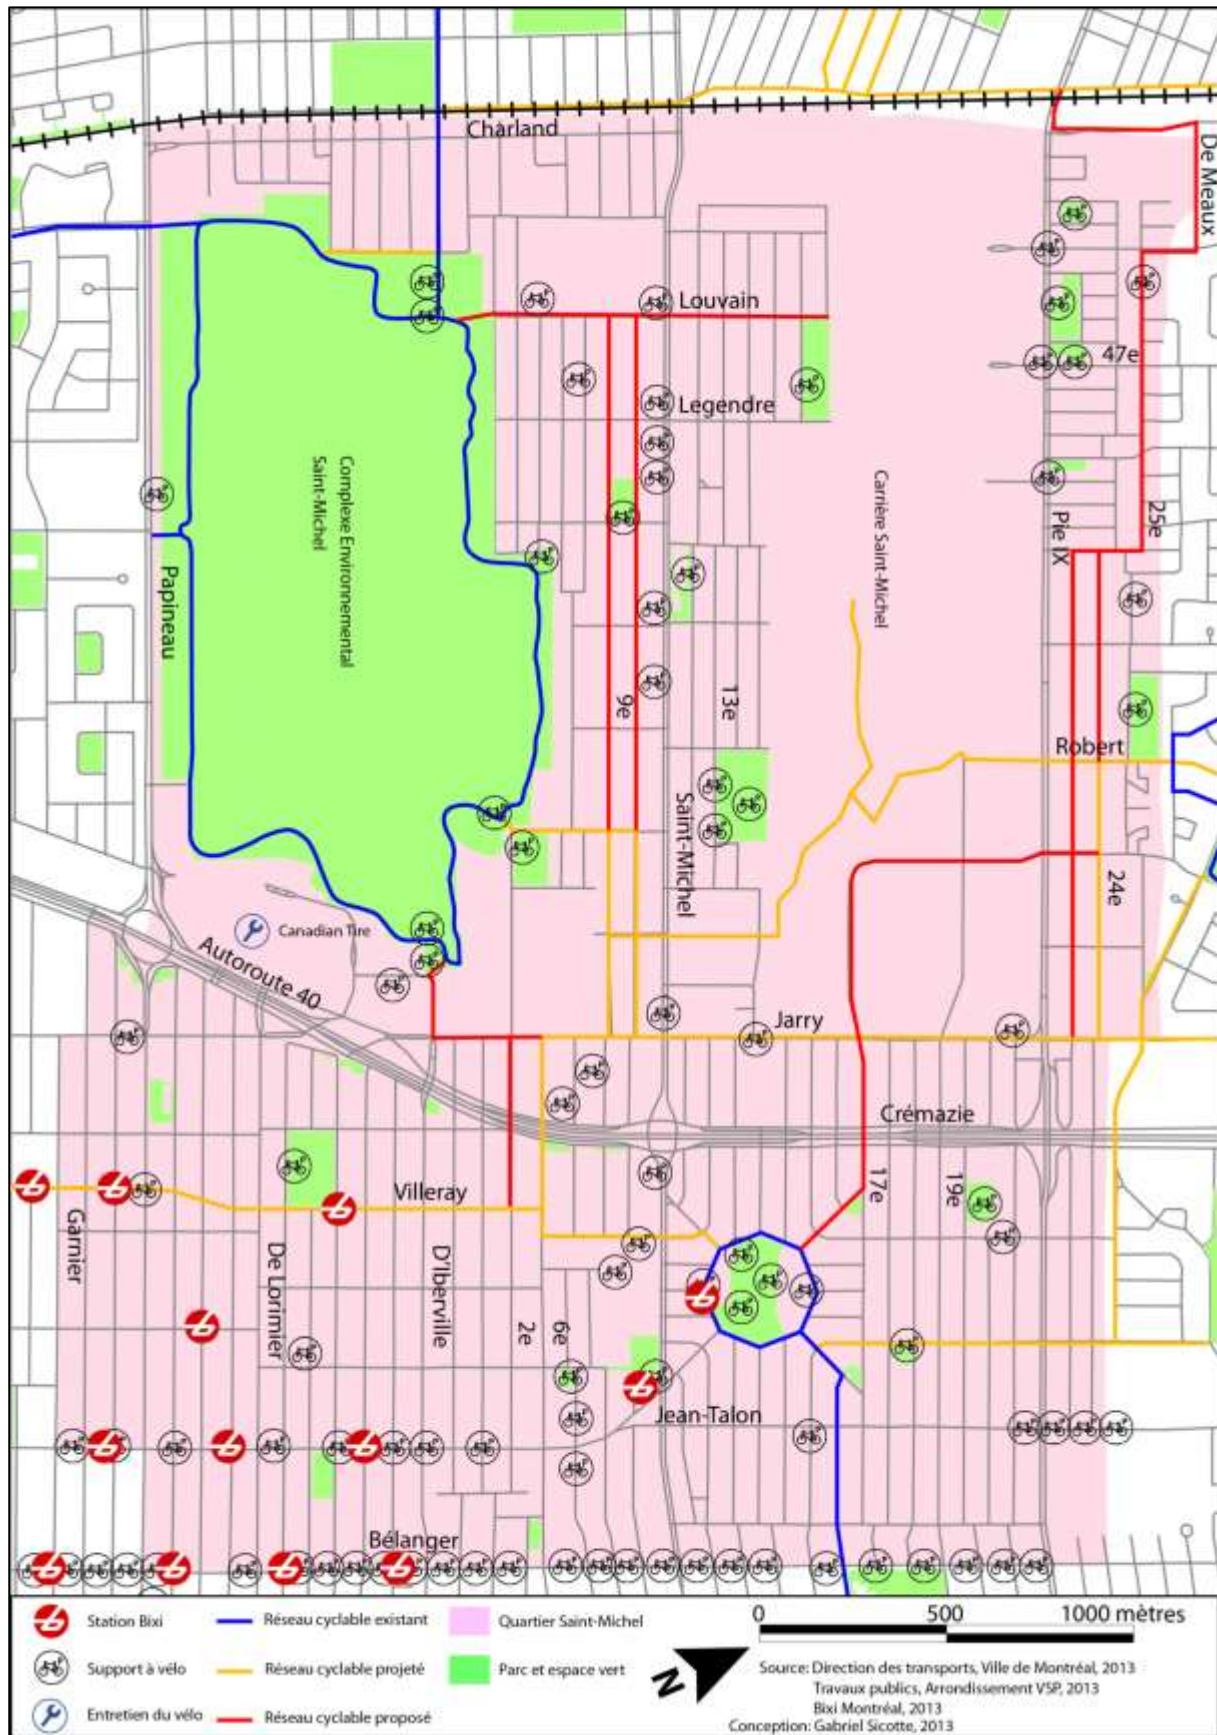 Charland
De Meaux
Louvain
47e
Legendre
Complexe Environnemental
Saint-Michel
Carrière Saint-Michel
Pie IX
25e
Papineau
9e
13e
Robert
Saint-Michel
24e
Canadian Tire
Autoroute 40
Jarry
Crémazie
Villeray
17e
19e
Garnier
De Lorimier
D'Iberville
2e
6e
Jean-Talon
Bélanger
Station Bixi
Réseau cyclable existant
Quartier Saint-Michel
0 500 1000 mètres
Support à vélo
Réseau cyclable projeté
Parc et espace vert
N
Source: Direction des transports, Ville de Montréal, 2013
Travaux publics, Arrondissement VSP, 2013
Bixi Montréal, 2013
Entretien du vélo
Réseau cyclable proposé
Conception: Gabriel Sicotte, 2013